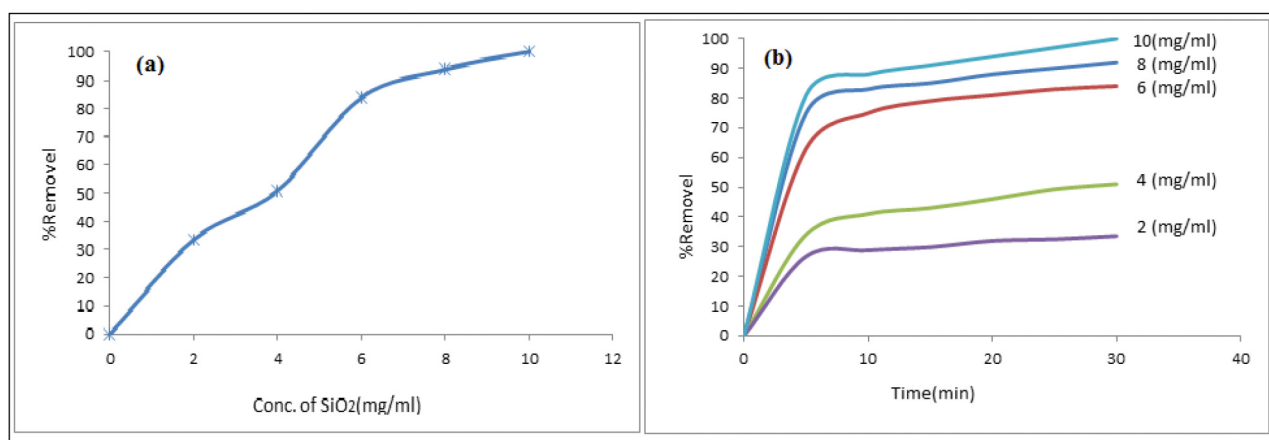 (a)
%Removel
100
90
80
70
60
50
40
30
20
10
0
0 2 4 6 8 10 12
Conc. of SiO2(mg/ml)
(b)
%Removel
100
90
80
70
60
50
40
30
20
10
0
10(mg/ml)
8 (mg/ml)
6 (mg/ml)
4 (mg/ml)
2 (mg/ml)
0 10 20 30 40
Time(min)